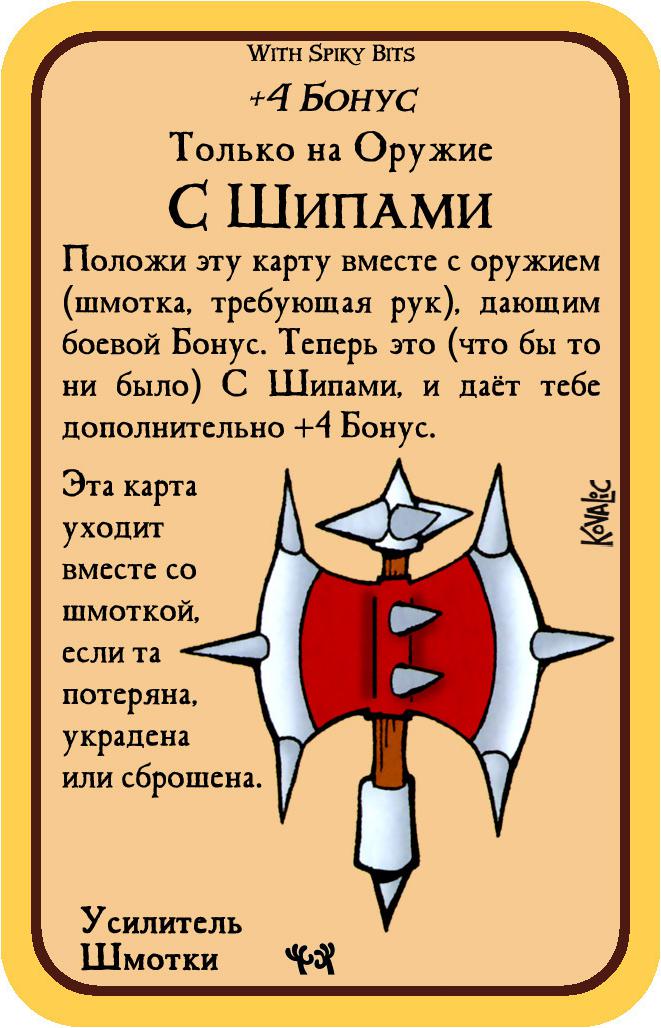 With Spiky Bits
+4 Бонус
Только на Оружие
С Шипами
Положи эту карту вместе с оружием
(шмотка, требующая рук), дающим
боевой Бонус. Теперь это (что бы то
ни было) С Шипами, и даёт тебе
дополнительно +4 Бонус.
Эта карта
уходит
вместе со
шмоткой,
если та
потеряна,
украдена
или сброшена.
Kovalic
Усилитель
Шмотки